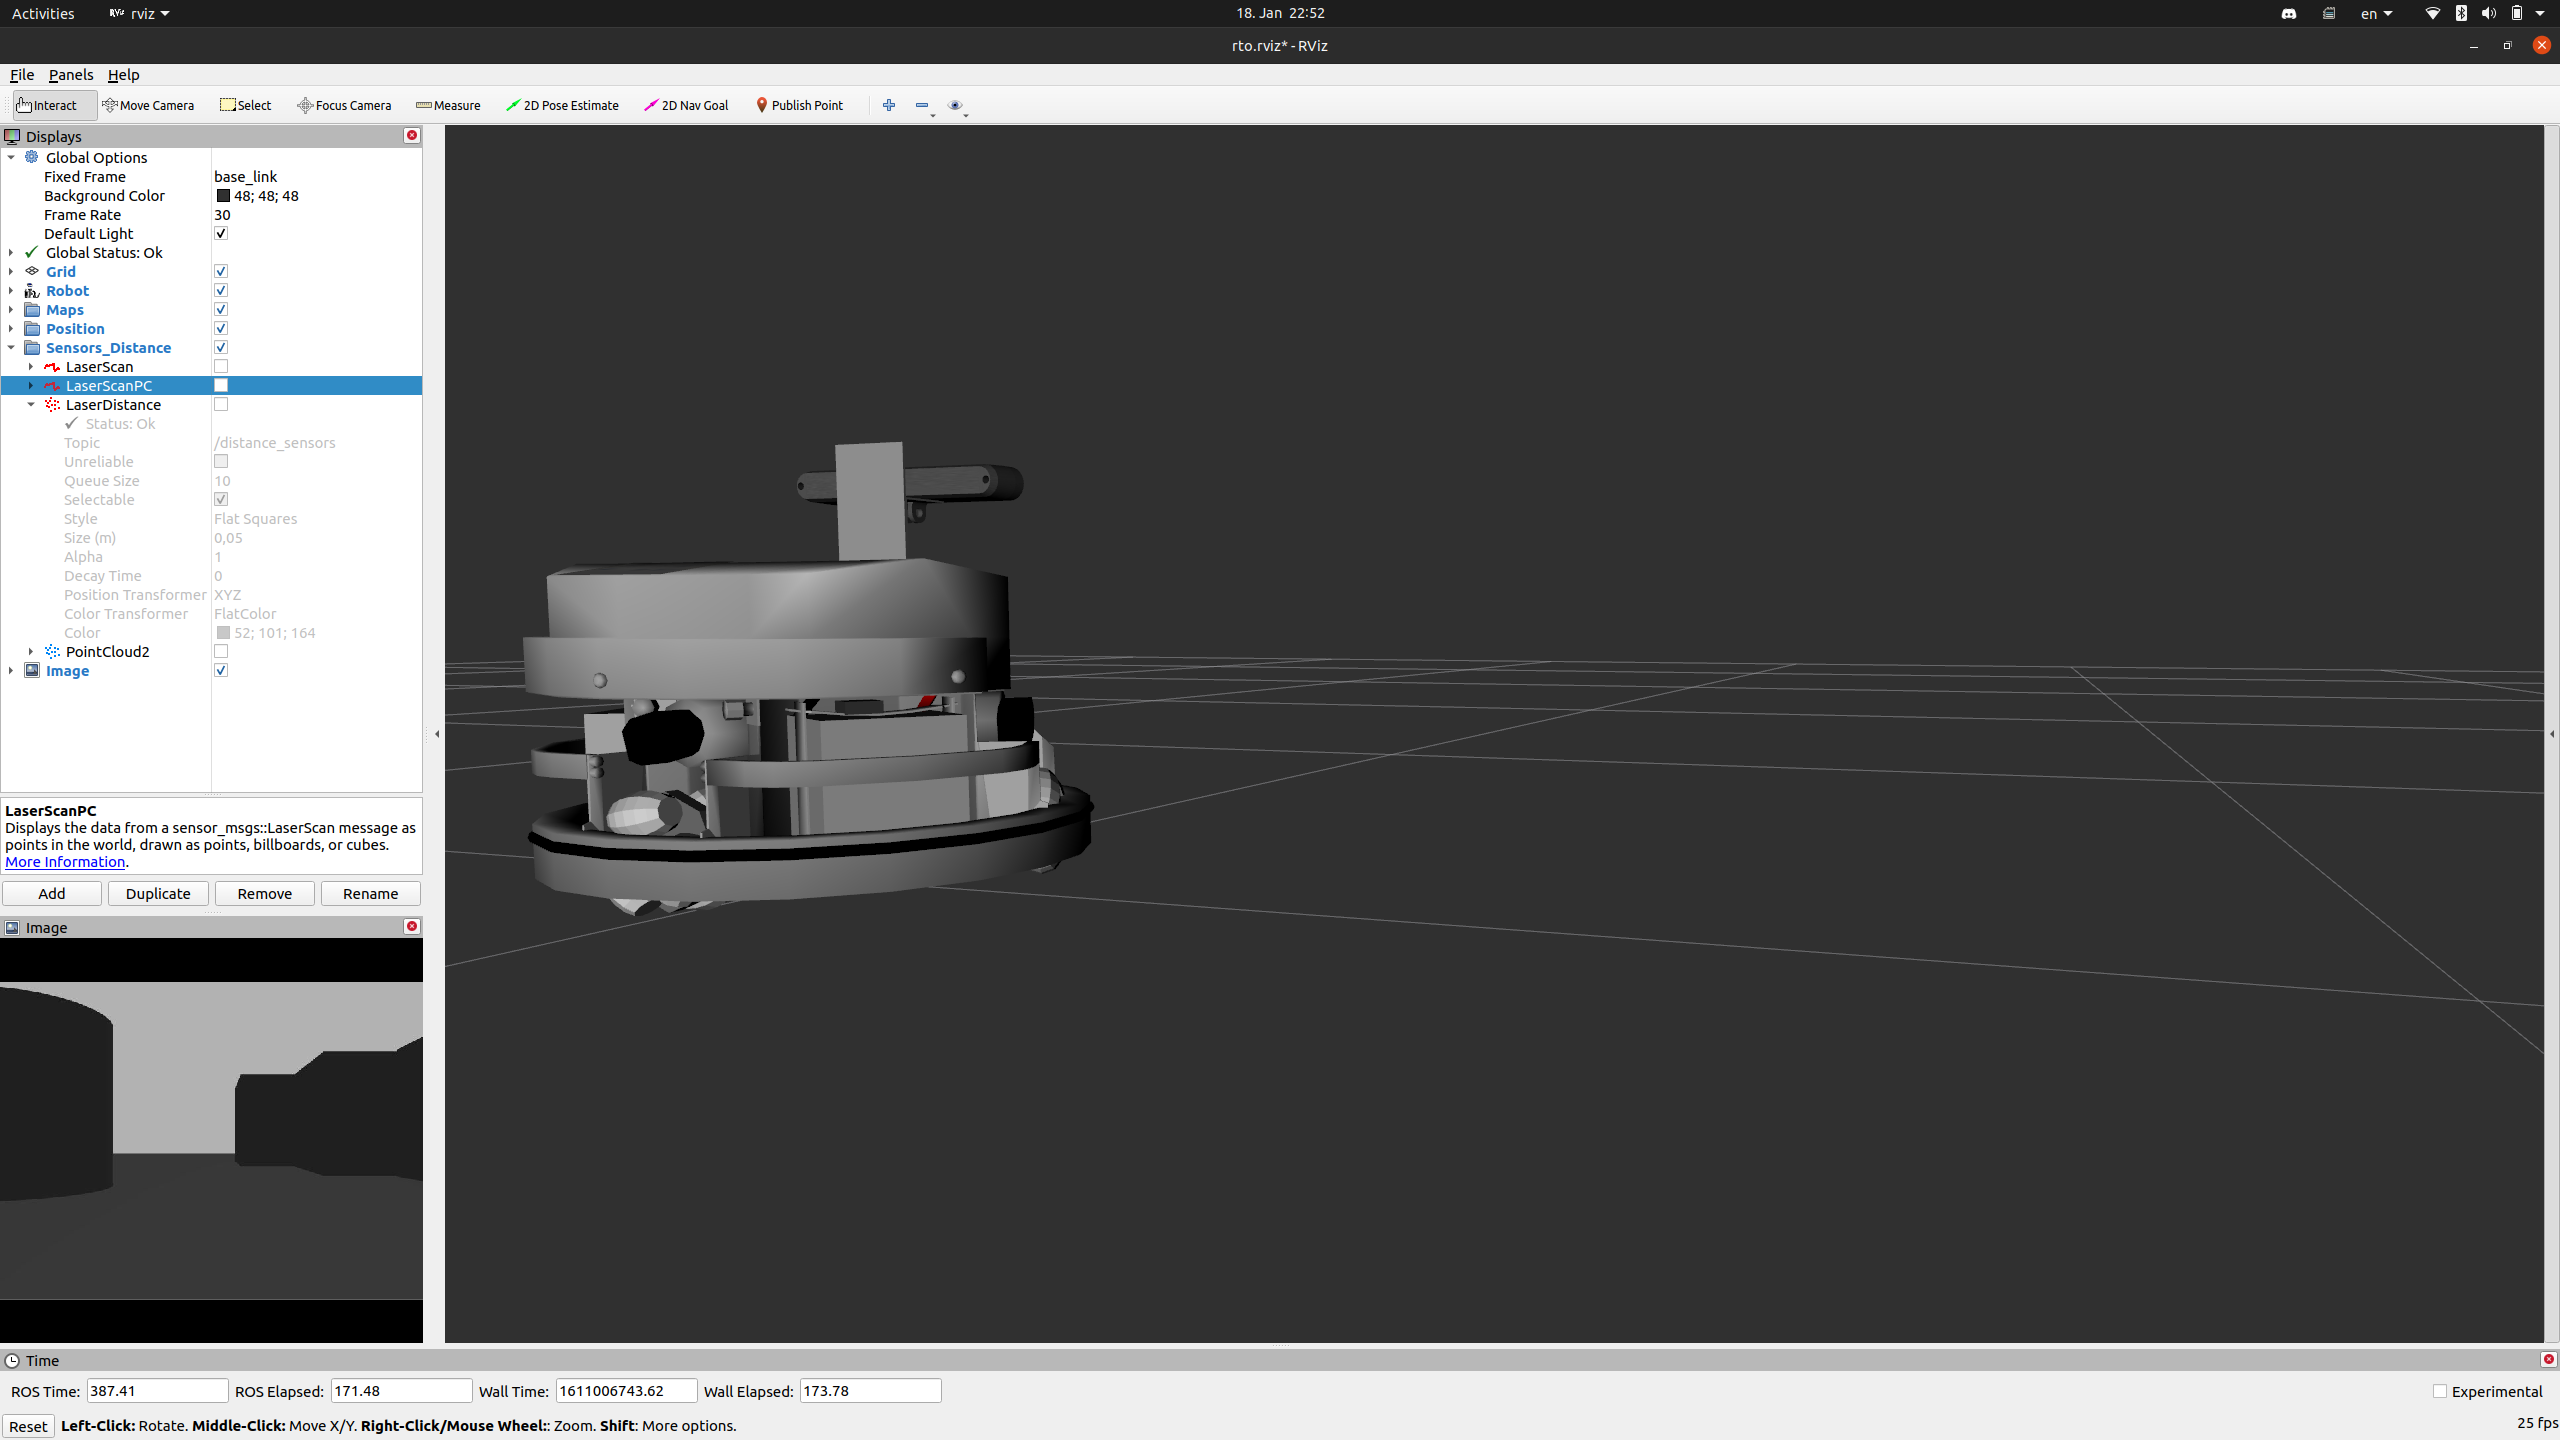 Activities RViz rviz 18. Jan 22:52 en
rto.rviz* - RViz
File Panels Help
Interact Move Camera Select Focus Camera Measure 2D Pose Estimate 2D Nav Goal Publish Point
Displays
Global Options
Fixed Frame base_link
Background Color 48; 48; 48
Frame Rate 30
Default Light
Global Status: Ok
Grid
Robot
Maps
Position
Sensors_Distance
LaserScan
LaserScanPC
LaserDistance
Status: Ok
Topic /distance_sensors
Unreliable
Queue Size 10
Selectable
Style Flat Squares
Size (m) 0,05
Alpha 1
Decay Time 0
Position Transformer XYZ
Color Transformer FlatColor
Color 52; 101; 164
PointCloud2
Image
LaserScanPC
Displays the data from a sensor_msgs::LaserScan message as
points in the world, drawn as points, billboards, or cubes.
More Information.
Add Duplicate Remove Rename
Image
Time
ROS Time: 387.41 ROS Elapsed: 171.48 Wall Time: 1611006743.62 Wall Elapsed: 173.78 Experimental
Reset Left-Click: Rotate. Middle-Click: Move X/Y. Right-Click/Mouse Wheel:: Zoom. Shift: More options. 25 fps